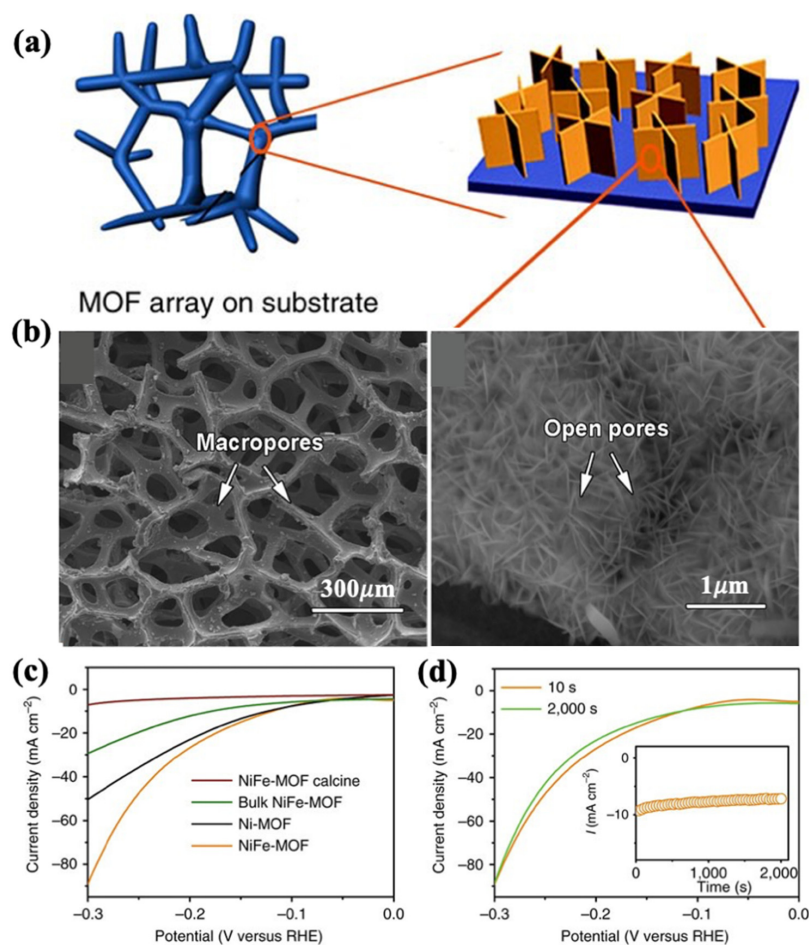 (a)
MOF array on substrate
(b)
Macropores
300μm
Open pores
1μm
(c)
0
−20
−40
−60
−80
Current density (mA cm⁻²)
NiFe-MOF calcine
Bulk NiFe-MOF
Ni-MOF
NiFe-MOF
−0.3
−0.2
−0.1
0.0
Potential (V versus RHE)
(d)
0
−20
−40
−60
−80
Current density (mA cm⁻²)
10 s
2,000 s
0
−10
I (mA cm⁻²)
0
1,000
2,000
Time (s)
−0.3
−0.2
−0.1
0.0
Potential (V versus RHE)